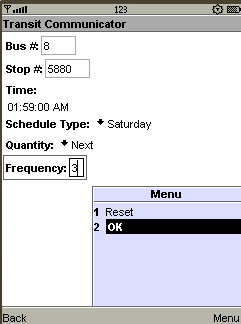 123
Transit Communicator
Bus #: 8
Stop #: 5880
Time:
01:59:00 AM
Schedule Type: Saturday
Quantity: Next
Frequency: 3
Menu
1 Reset
2 OK
Back Menu